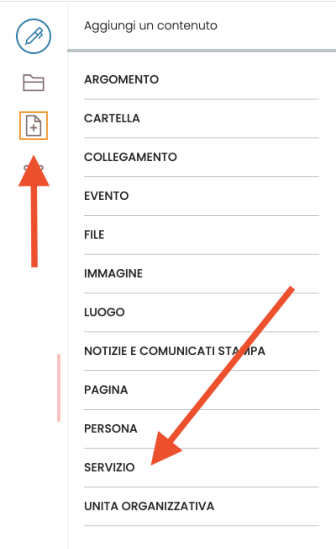 Aggiungi un contenuto
ARGOMENTO
CARTELLA
COLLEGAMENTO
EVENTO
FILE
IMMAGINE
LUOGO
NOTIZIE E COMUNICATI STAMPA
PAGINA
PERSONA
SERVIZIO
UNITA ORGANIZZATIVA